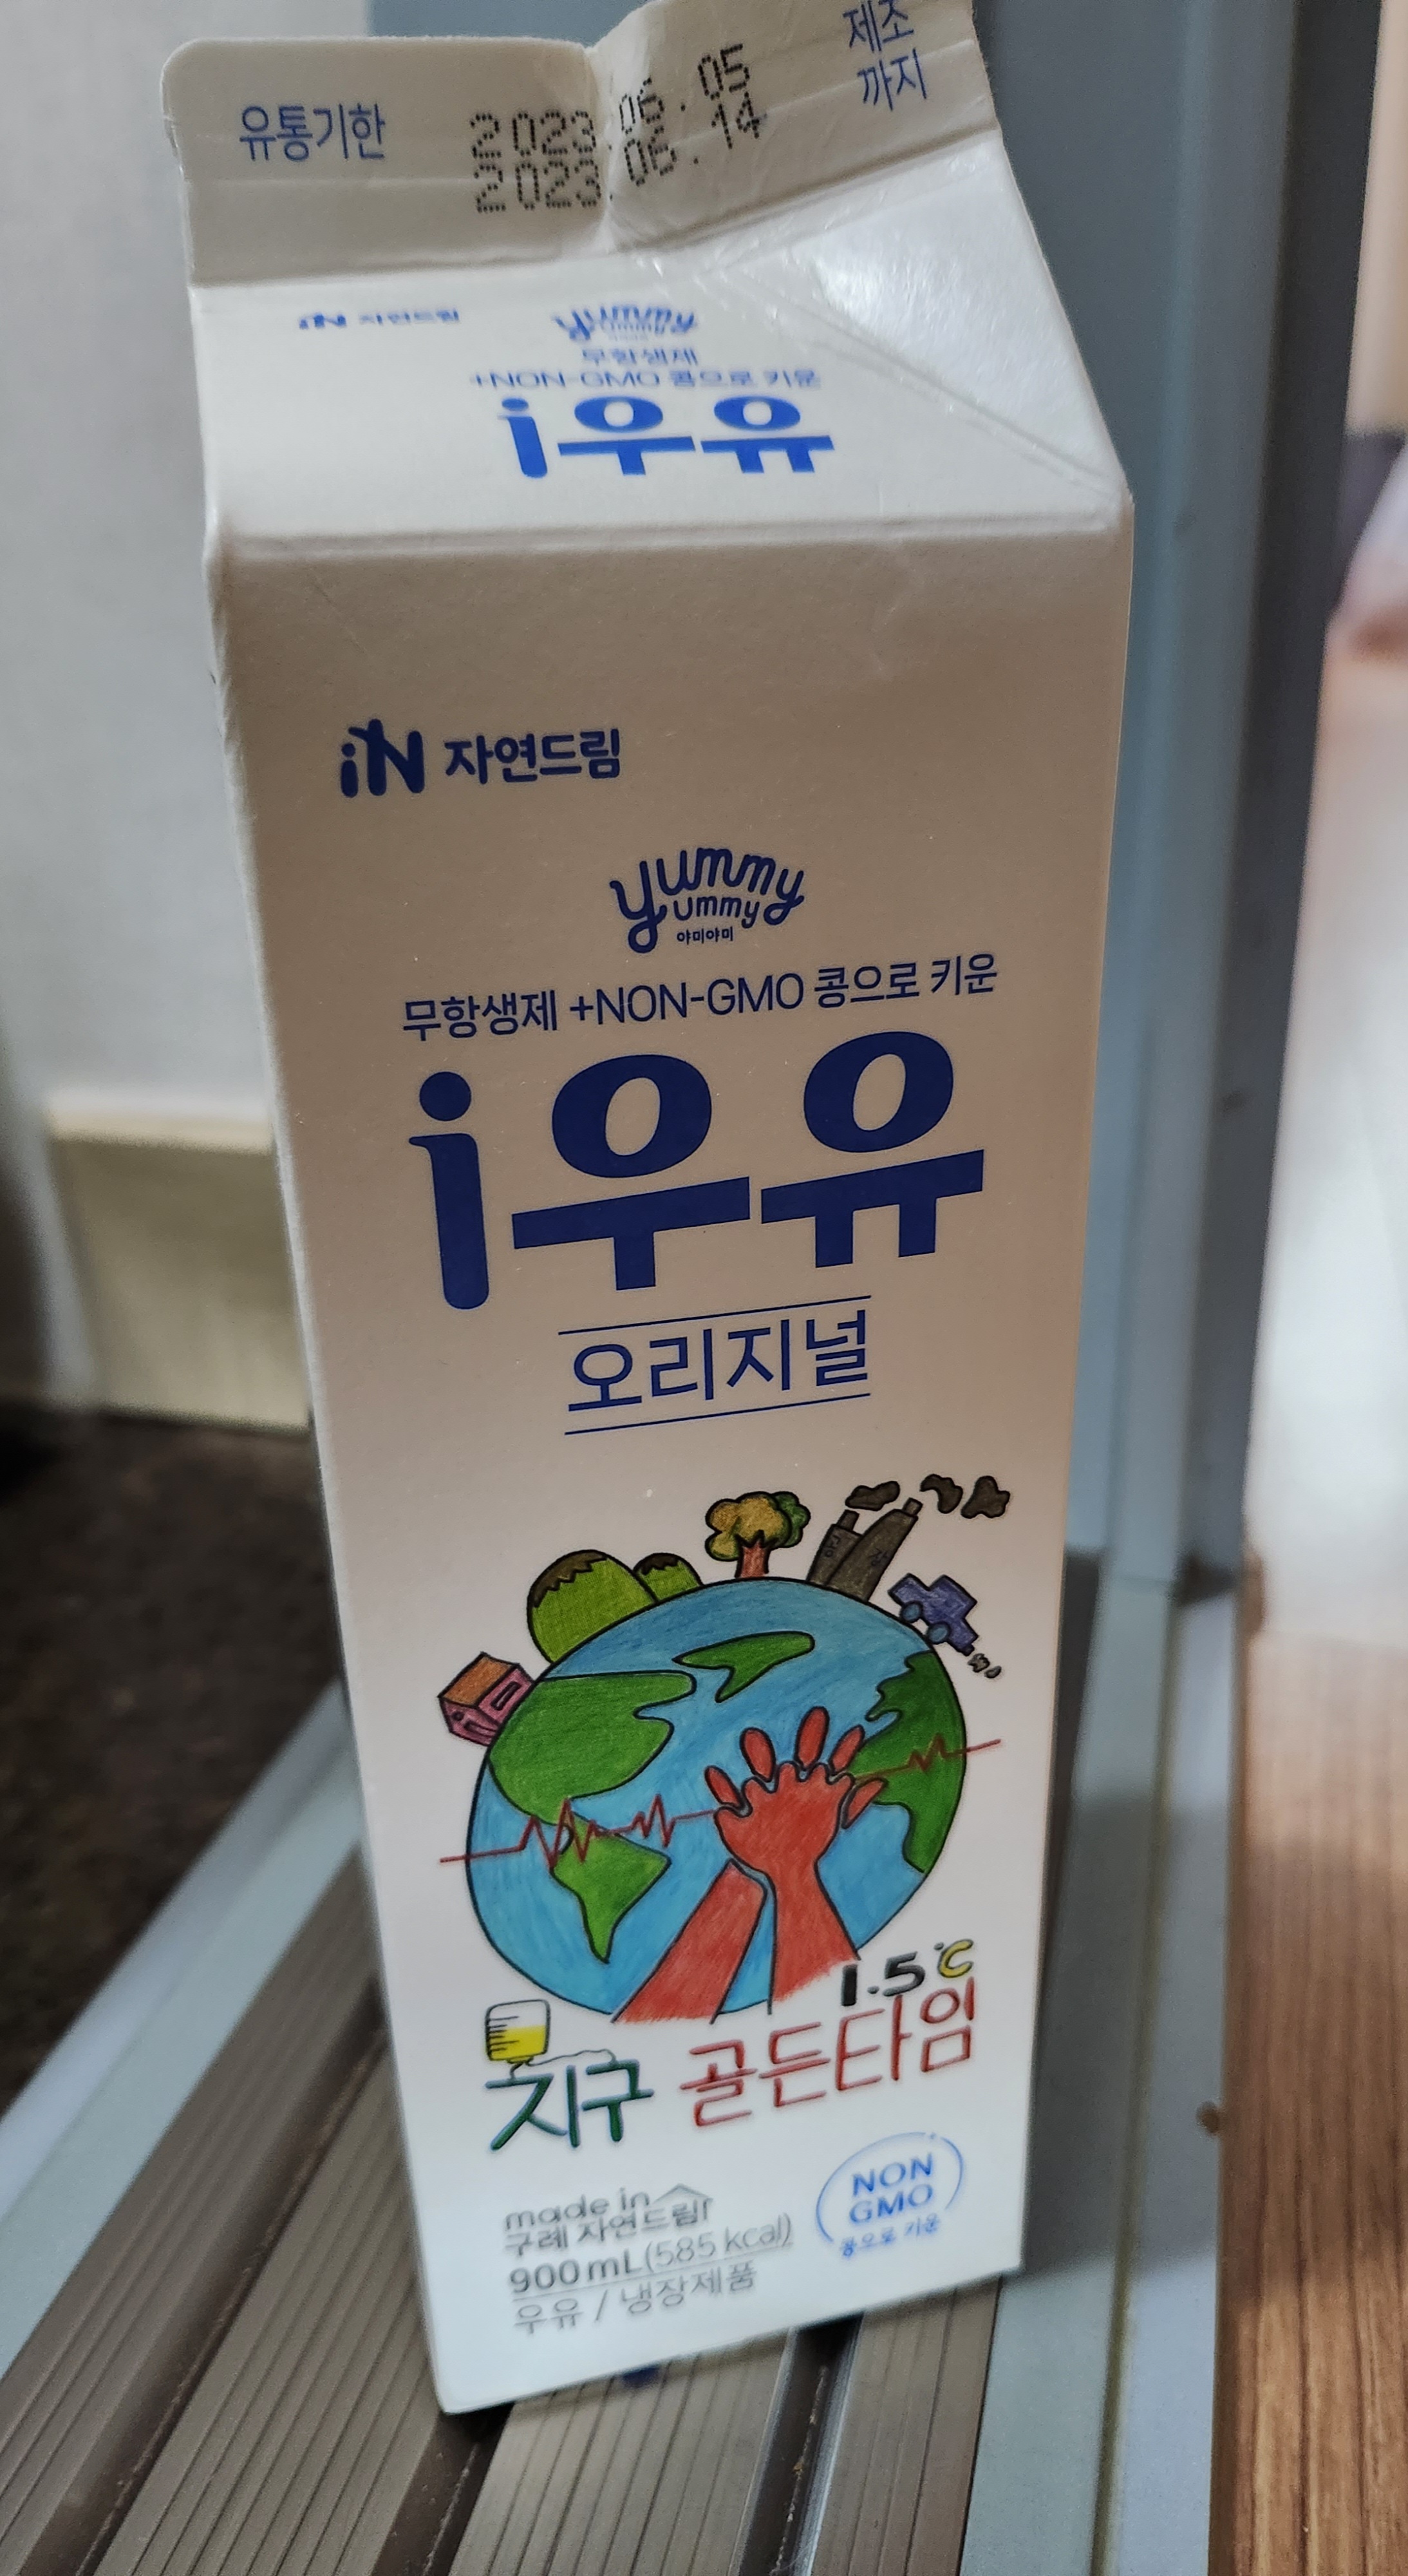 유통기한 2023.06.05 제조
2023.06.14 까지
iN 자연드림
yummy
ummy
무항생제
+NON-GMO 콩으로 키운
i우유
iN 자연드림
yummy
ummy
야미야미
무항생제 +NON-GMO 콩으로 키운
i우유
오리지널
1.5℃
지구 골든타임
made in
구례 자연드림
900mL(585 kcal)
우유 / 냉장제품
NON
GMO
콩으로 키운